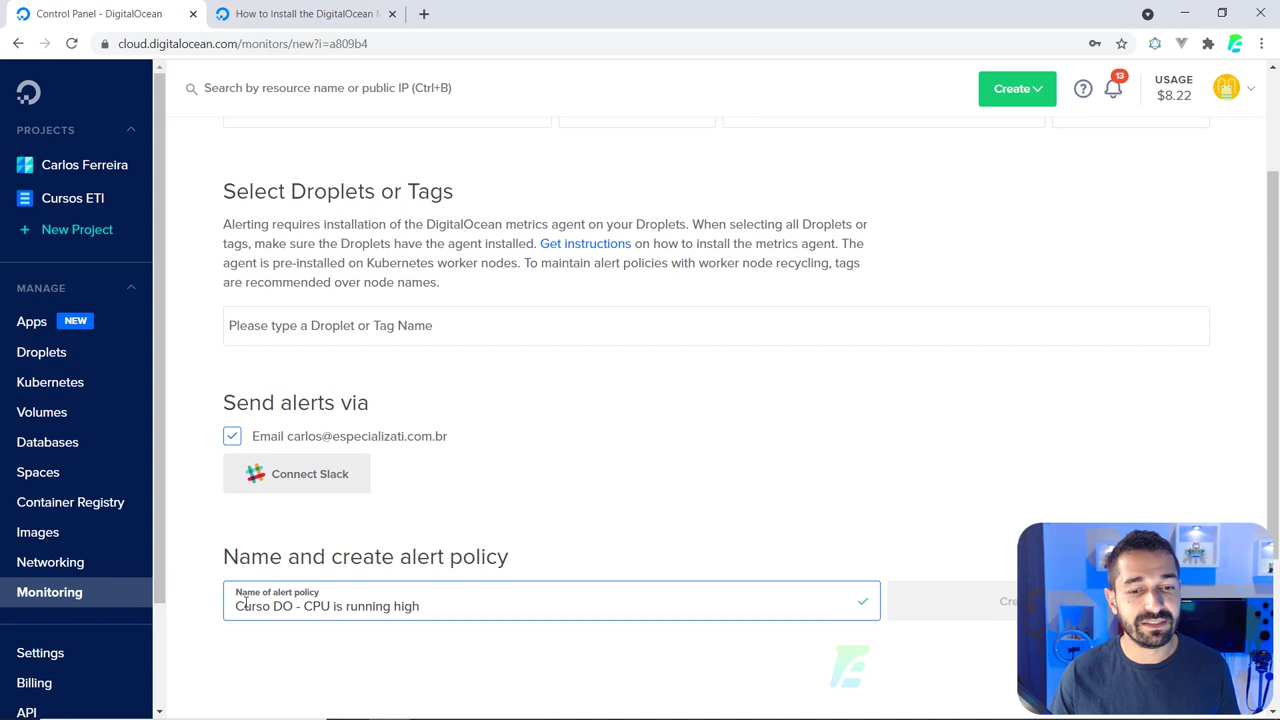 Control Panel - DigitalOcean
How to Install the DigitalOcean M
cloud.digitalocean.com/monitors/new?i=a809b4
Search by resource name or public IP (Ctrl+B)
Create
13
USAGE
$8.22
PROJECTS
Carlos Ferreira
Cursos ETI
+ New Project
MANAGE
Apps NEW
Droplets
Kubernetes
Volumes
Databases
Spaces
Container Registry
Images
Networking
Monitoring
Settings
Billing
API
Select Droplets or Tags
Alerting requires installation of the DigitalOcean metrics agent on your Droplets. When selecting all Droplets or
tags, make sure the Droplets have the agent installed. Get instructions on how to install the metrics agent. The
agent is pre-installed on Kubernetes worker nodes. To maintain alert policies with worker node recycling, tags
are recommended over node names.
Please type a Droplet or Tag Name
Send alerts via
Email carlos@especializati.com.br
Connect Slack
Name and create alert policy
Name of alert policy
Curso DO - CPU is running high